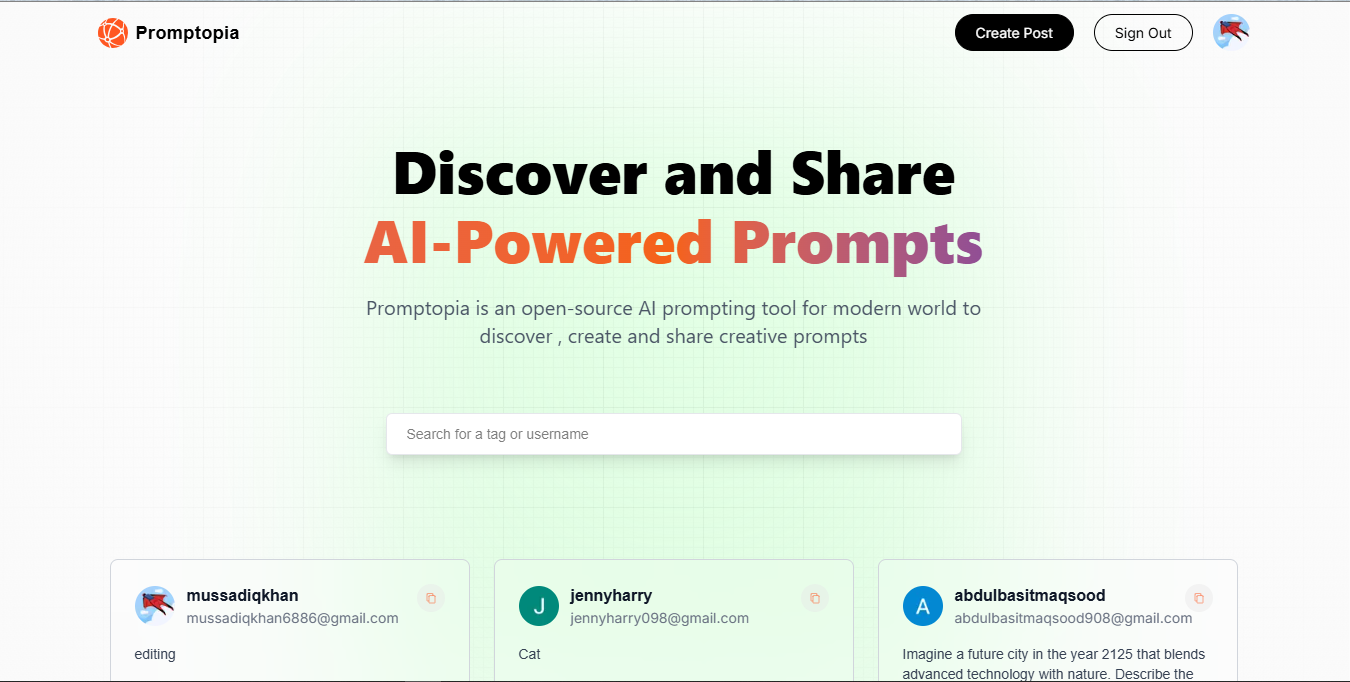 Promptopia
Create Post
Sign Out
Discover and Share
AI-Powered Prompts
Promptopia is an open-source AI prompting tool for modern world to
discover , create and share creative prompts
Search for a tag or username
mussadiqkhan
mussadiqkhan6886@gmail.com
editing
J
jennyharry
jennyharry098@gmail.com
Cat
A
abdulbasitmaqsood
abdulbasitmaqsood908@gmail.com
Imagine a future city in the year 2125 that blends
advanced technology with nature. Describe the